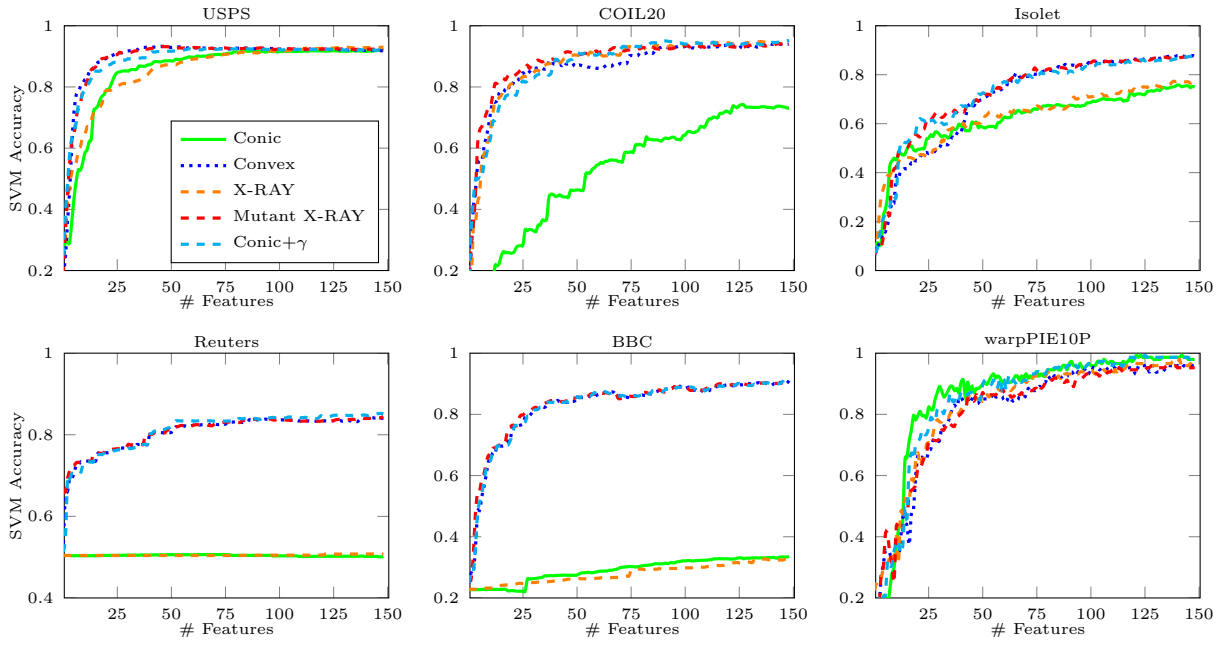 USPS
COIL20
Isolet
1
0.8
0.6
0.4
0.2
SVM Accuracy
25 50 75 100 125 150
# Features
Conic
Convex
X-RAY
Mutant X-RAY
Conic+γ
1
0.8
0.6
0.4
0.2
25 50 75 100 125 150
# Features
1
0.8
0.6
0.4
0.2
0
25 50 75 100 125 150
# Features
Reuters
BBC
warpPIE10P
1
0.8
0.6
0.4
SVM Accuracy
25 50 75 100 125 150
# Features
1
0.8
0.6
0.4
0.2
25 50 75 100 125 150
# Features
1
0.8
0.6
0.4
0.2
25 50 75 100 125 150
# Features